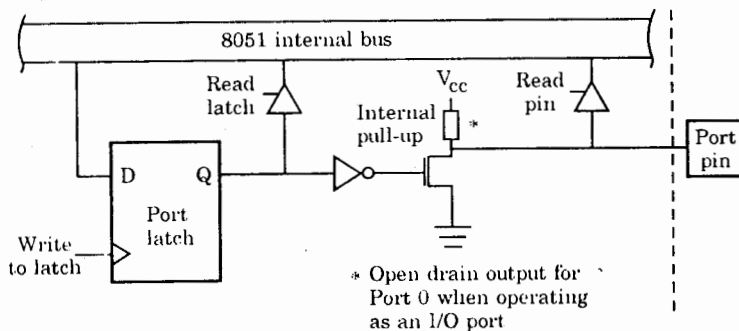 8051 internal bus
Read
latch
Vcc
Read
pin
Internal
pull-up
*
Port
pin
D
Q
Port
latch
Write
to latch
* Open drain output for
Port 0 when operating
as an I/O port